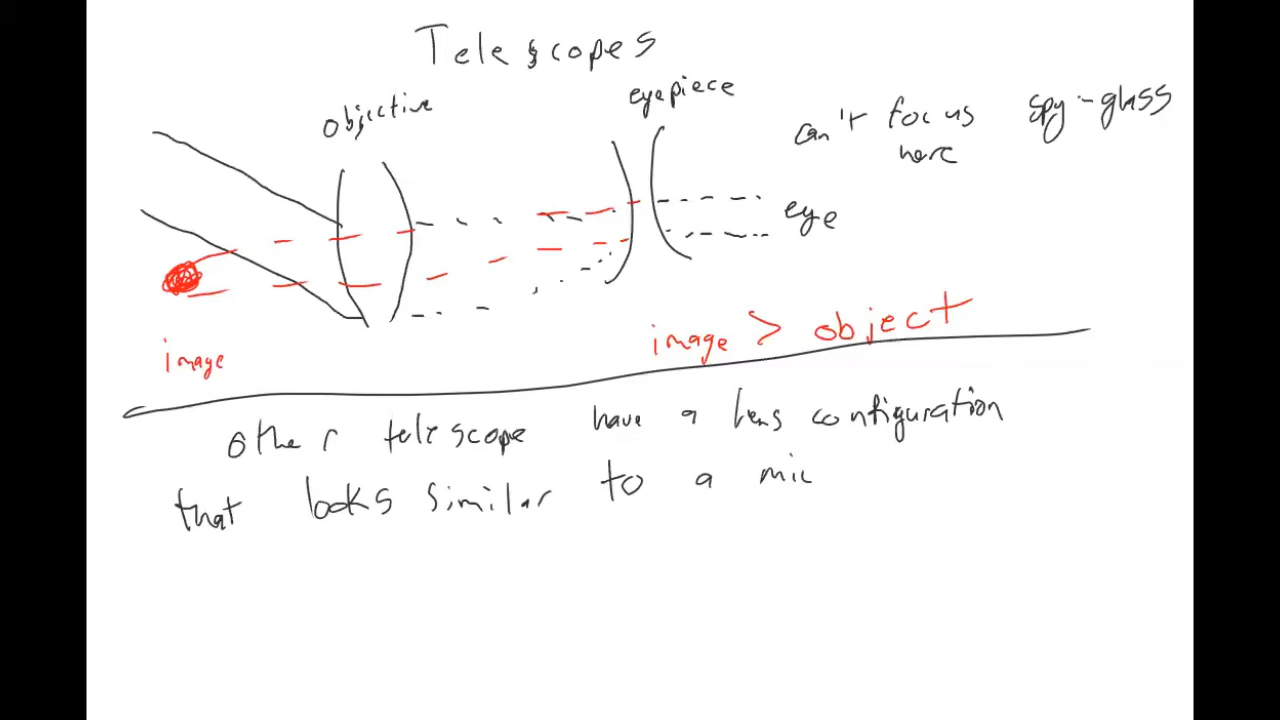 Telescopes
objective
eyepiece
can't focus
here
spy-glass
eye
image
image > object
other telescope have a lens configuration
that looks similar to a mic